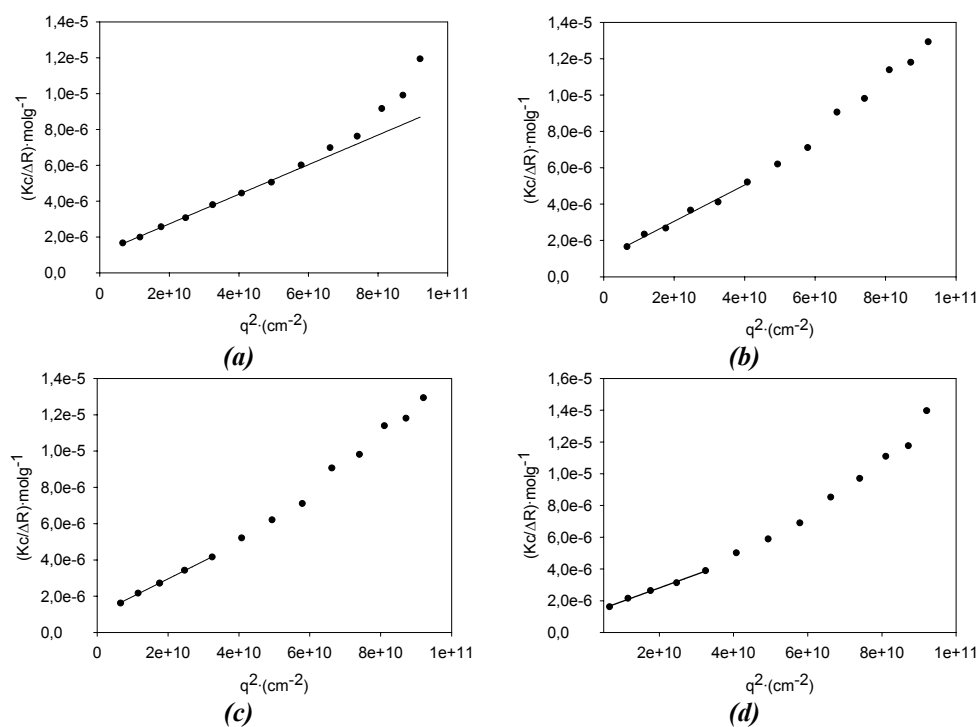 1,4e-5
1,2e-5
1,0e-5
8,0e-6
6,0e-6
4,0e-6
2,0e-6
0,0
(Kc/ΔR)·molg⁻¹
0 2e+10 4e+10 6e+10 8e+10 1e+11
q²·(cm⁻²)
(a)
1,4e-5
1,2e-5
1,0e-5
8,0e-6
6,0e-6
4,0e-6
2,0e-6
0,0
(Kc/ΔR)·molg⁻¹
0 2e+10 4e+10 6e+10 8e+10 1e+11
q²·(cm⁻²)
(b)
1,4e-5
1,2e-5
1,0e-5
8,0e-6
6,0e-6
4,0e-6
2,0e-6
0,0
(Kc/ΔR)·molg⁻¹
0 2e+10 4e+10 6e+10 8e+10 1e+11
q²·(cm⁻²)
(c)
1,6e-5
1,4e-5
1,2e-5
1,0e-5
8,0e-6
6,0e-6
4,0e-6
2,0e-6
0,0
(Kc/ΔR)·molg⁻¹
2e+10 4e+10 6e+10 8e+10 1e+11
q²·(cm⁻²)
(d)